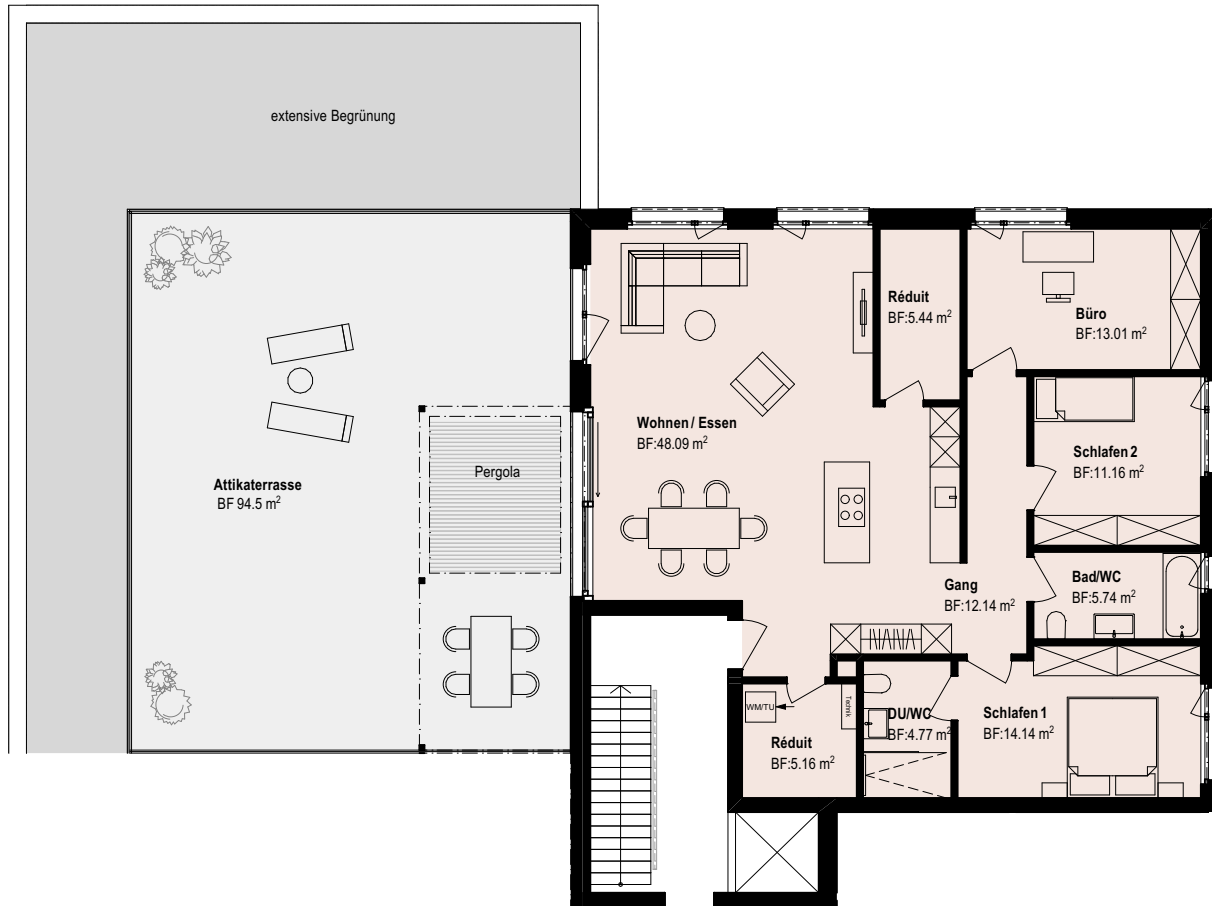 extensive Begrünung
Réduit
BF:5.44 m²
Büro
BF:13.01 m²
Wohnen / Essen
BF:48.09 m²
Schlafen 2
BF:11.16 m²
Pergola
Attikaterrasse
BF 94.5 m²
Gang
BF:12.14 m²
Bad/WC
BF:5.74 m²
WM/TU
Technik
DU/WC
BF:4.77 m²
Schlafen 1
BF:14.14 m²
Réduit
BF:5.16 m²